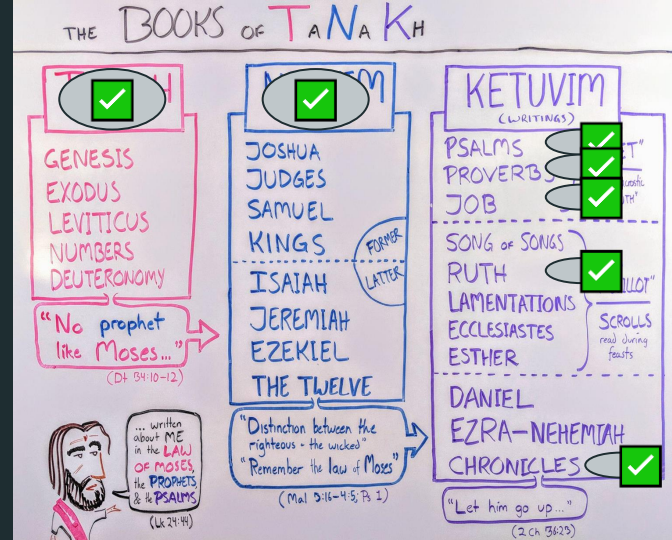 THE BOOKS OF TANAKH
GENESIS
EXODUS
LEVITICUS
NUMBERS
DEUTERONOMY
"No prophet
like Moses..."
(Dt 34:10-12)
... written
about ME
in the LAW
OF MOSES,
the PROPHETS,
& the PSALMS
(Lk 24:44)
JOSHUA
JUDGES
SAMUEL
KINGS
FORMER
LATTER
ISAIAH
JEREMIAH
EZEKIEL
THE TWELVE
"Distinction between the
righteous + the wicked"
"Remember the law of Moses"
(Mal 3:16-4:5; Ps 1)
KETUVIM
(WRITINGS)
PSALMS
PROVERBS
JOB
SONG OF SONGS
RUTH
LAMENTATIONS
ECCLESIASTES
ESTHER
SCROLLS
read during
feasts
DANIEL
EZRA-NEHEMIAH
CHRONICLES
"Let him go up..."
(2 Ch 36:23)